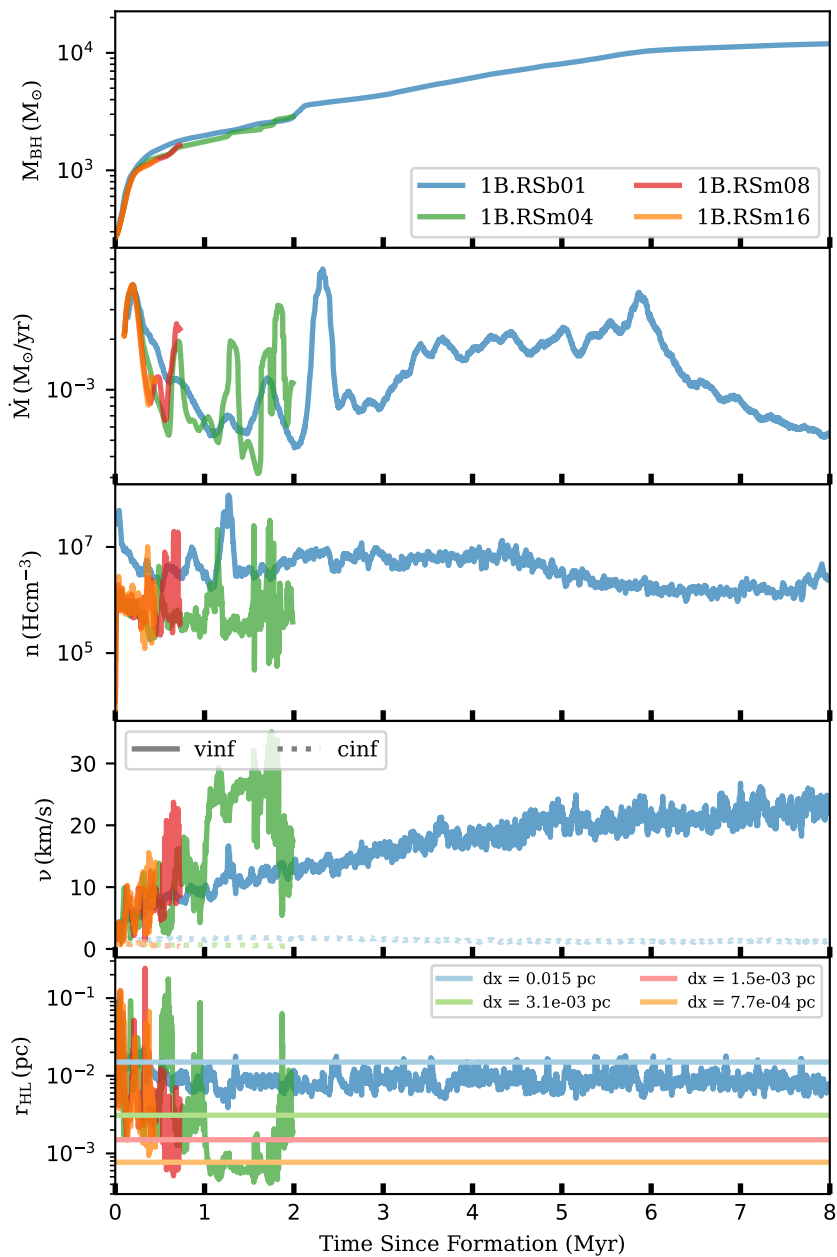 10^4
10^3
M_BH (M_⊙)
1B.RSb01 1B.RSm08
1B.RSm04 1B.RSm16
10^−3
Ṁ (M_⊙/yr)
10^7
10^5
n (Hcm^−3)
vinf cinf
30
20
10
0
ν (km/s)
dx = 0.015 pc dx = 1.5e-03 pc
dx = 3.1e-03 pc dx = 7.7e-04 pc
10^−1
10^−2
10^−3
r_HL (pc)
0 1 2 3 4 5 6 7 8
Time Since Formation (Myr)